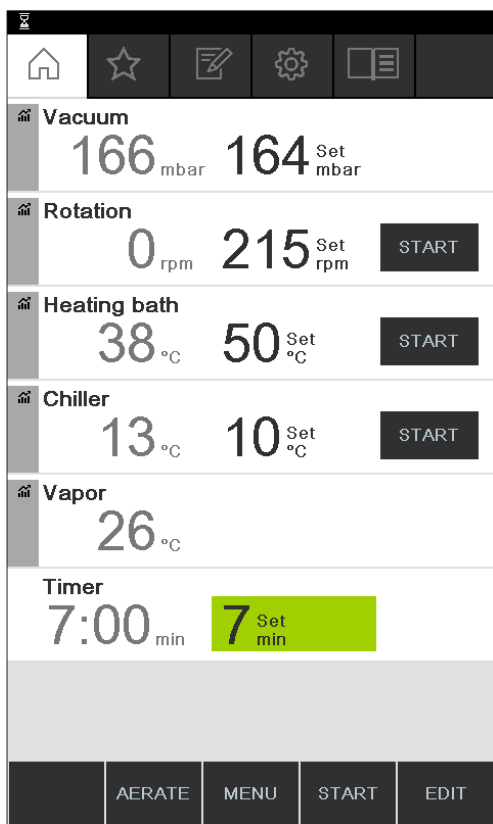 Vacuum
166 mbar 164 Set mbar
Rotation
0 rpm 215 Set rpm START
Heating bath
38 °C 50 Set °C START
Chiller
13 °C 10 Set °C START
Vapor
26 °C
Timer
7:00 min 7 Set min
AERATE MENU START EDIT